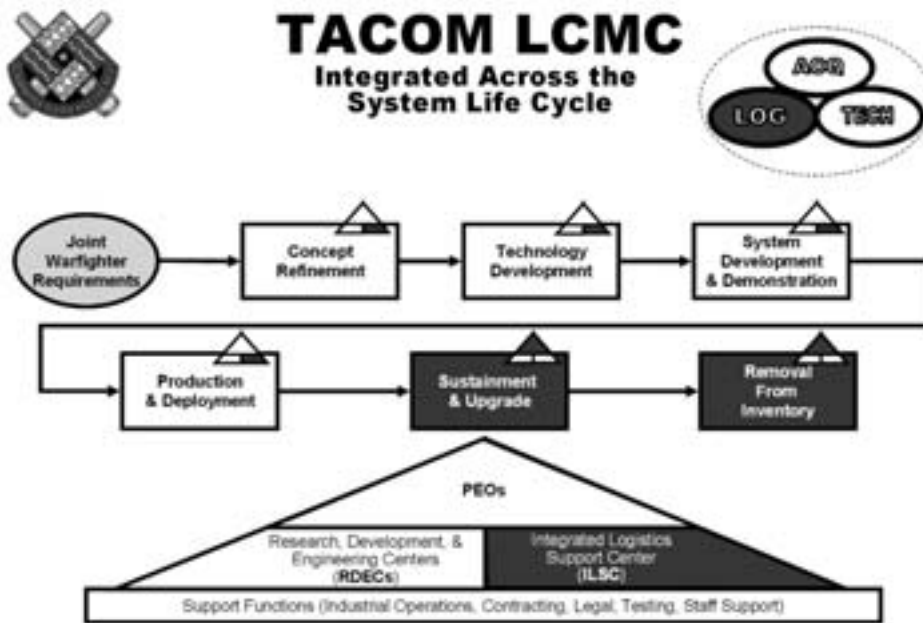 TACOM LCMC
Integrated Across the
System Life Cycle
ACQ
LOG
TECH
Joint
Warfighter
Requirements
Concept
Refinement
Technology
Development
System
Development
& Demonstration
Production
& Deployment
Sustainment
& Upgrade
Removal
From
Inventory
PEOs
Research, Development, &
Engineering Centers
(RDECs)
Integrated Logistics
Support Center
(ILSC)
Support Functions (Industrial Operations, Contracting, Legal, Testing, Staff Support)